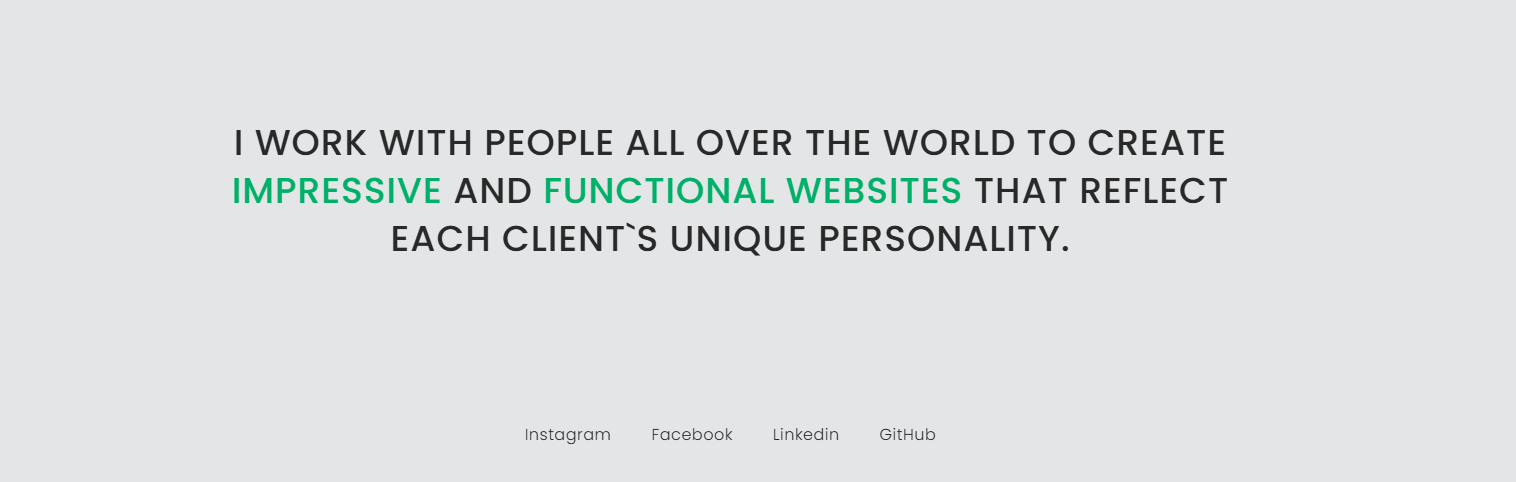 I WORK WITH PEOPLE ALL OVER THE WORLD TO CREATE
IMPRESSIVE AND FUNCTIONAL WEBSITES THAT REFLECT
EACH CLIENT`S UNIQUE PERSONALITY.
Instagram Facebook Linkedin GitHub